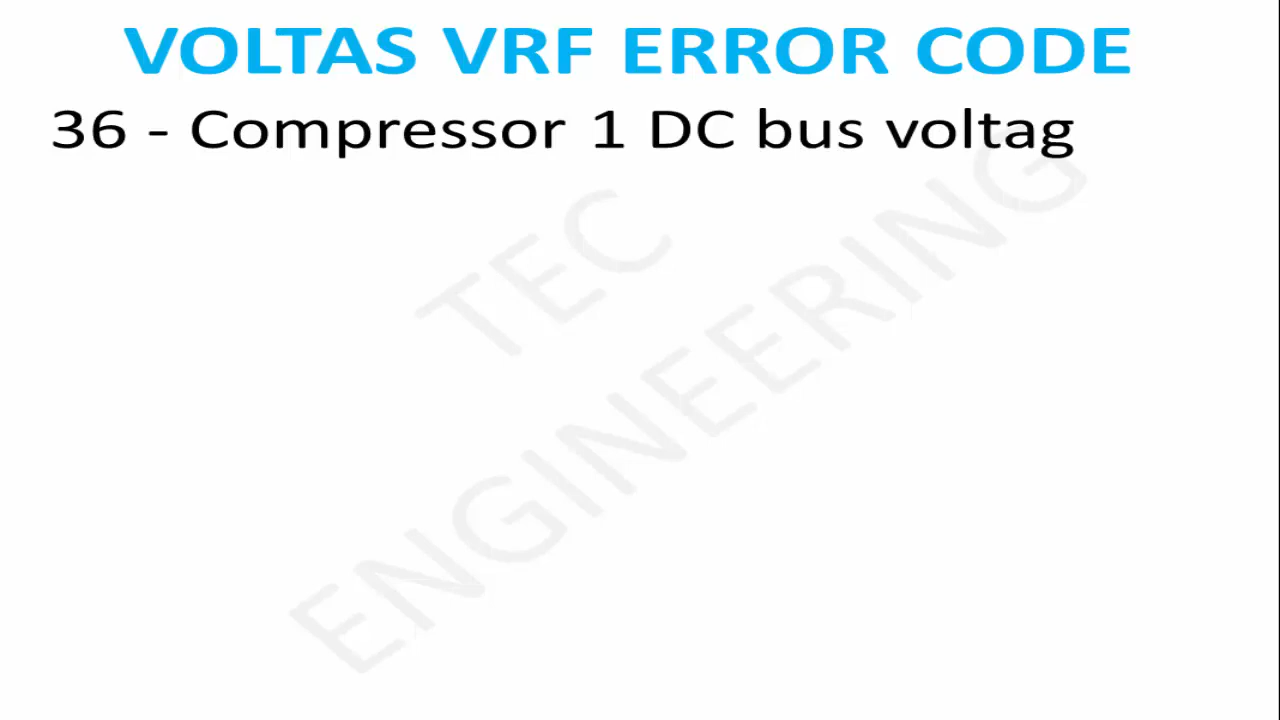 VOLTAS VRF ERROR CODE
36 - Compressor 1 DC bus voltag
TEC
ENGINEERING